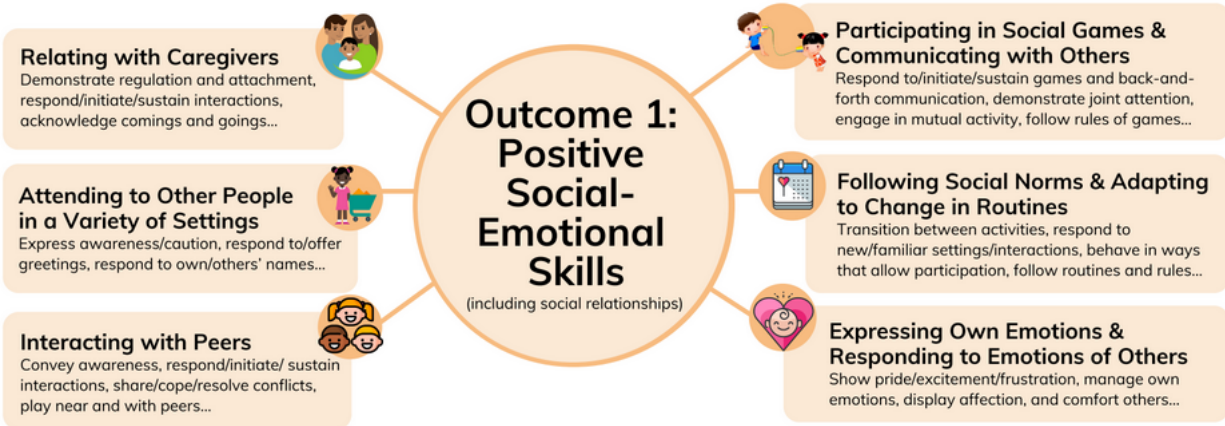 Relating with Caregivers
Demonstrate regulation and attachment,
respond/initiate/sustain interactions,
acknowledge comings and goings...
Attending to Other People
in a Variety of Settings
Express awareness/caution, respond to/offer
greetings, respond to own/others' names...
Interacting with Peers
Convey awareness, respond/initiate/ sustain
interactions, share/cope/resolve conflicts,
play near and with peers...
Outcome 1:
Positive
Social-
Emotional
Skills
(including social relationships)
Participating in Social Games &
Communicating with Others
Respond to/initiate/sustain games and back-and-
forth communication, demonstrate joint attention,
engage in mutual activity, follow rules of games...
Following Social Norms & Adapting
to Change in Routines
Transition between activities, respond to
new/familiar settings/interactions, behave in ways
that allow participation, follow routines and rules...
Expressing Own Emotions &
Responding to Emotions of Others
Show pride/excitement/frustration, manage own
emotions, display affection, and comfort others...